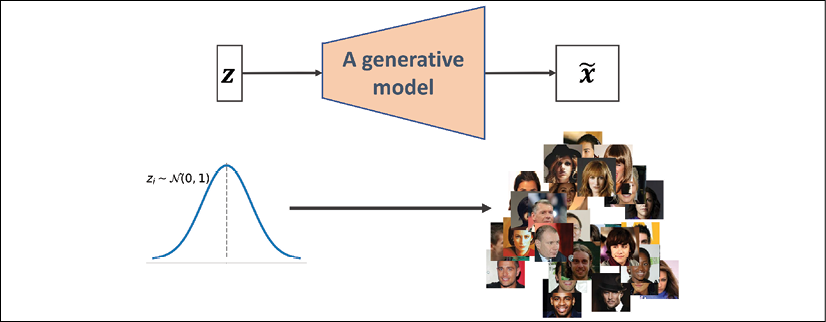 z
A generative
model
x̃
zᵢ ~ 𝒩(0, 1)